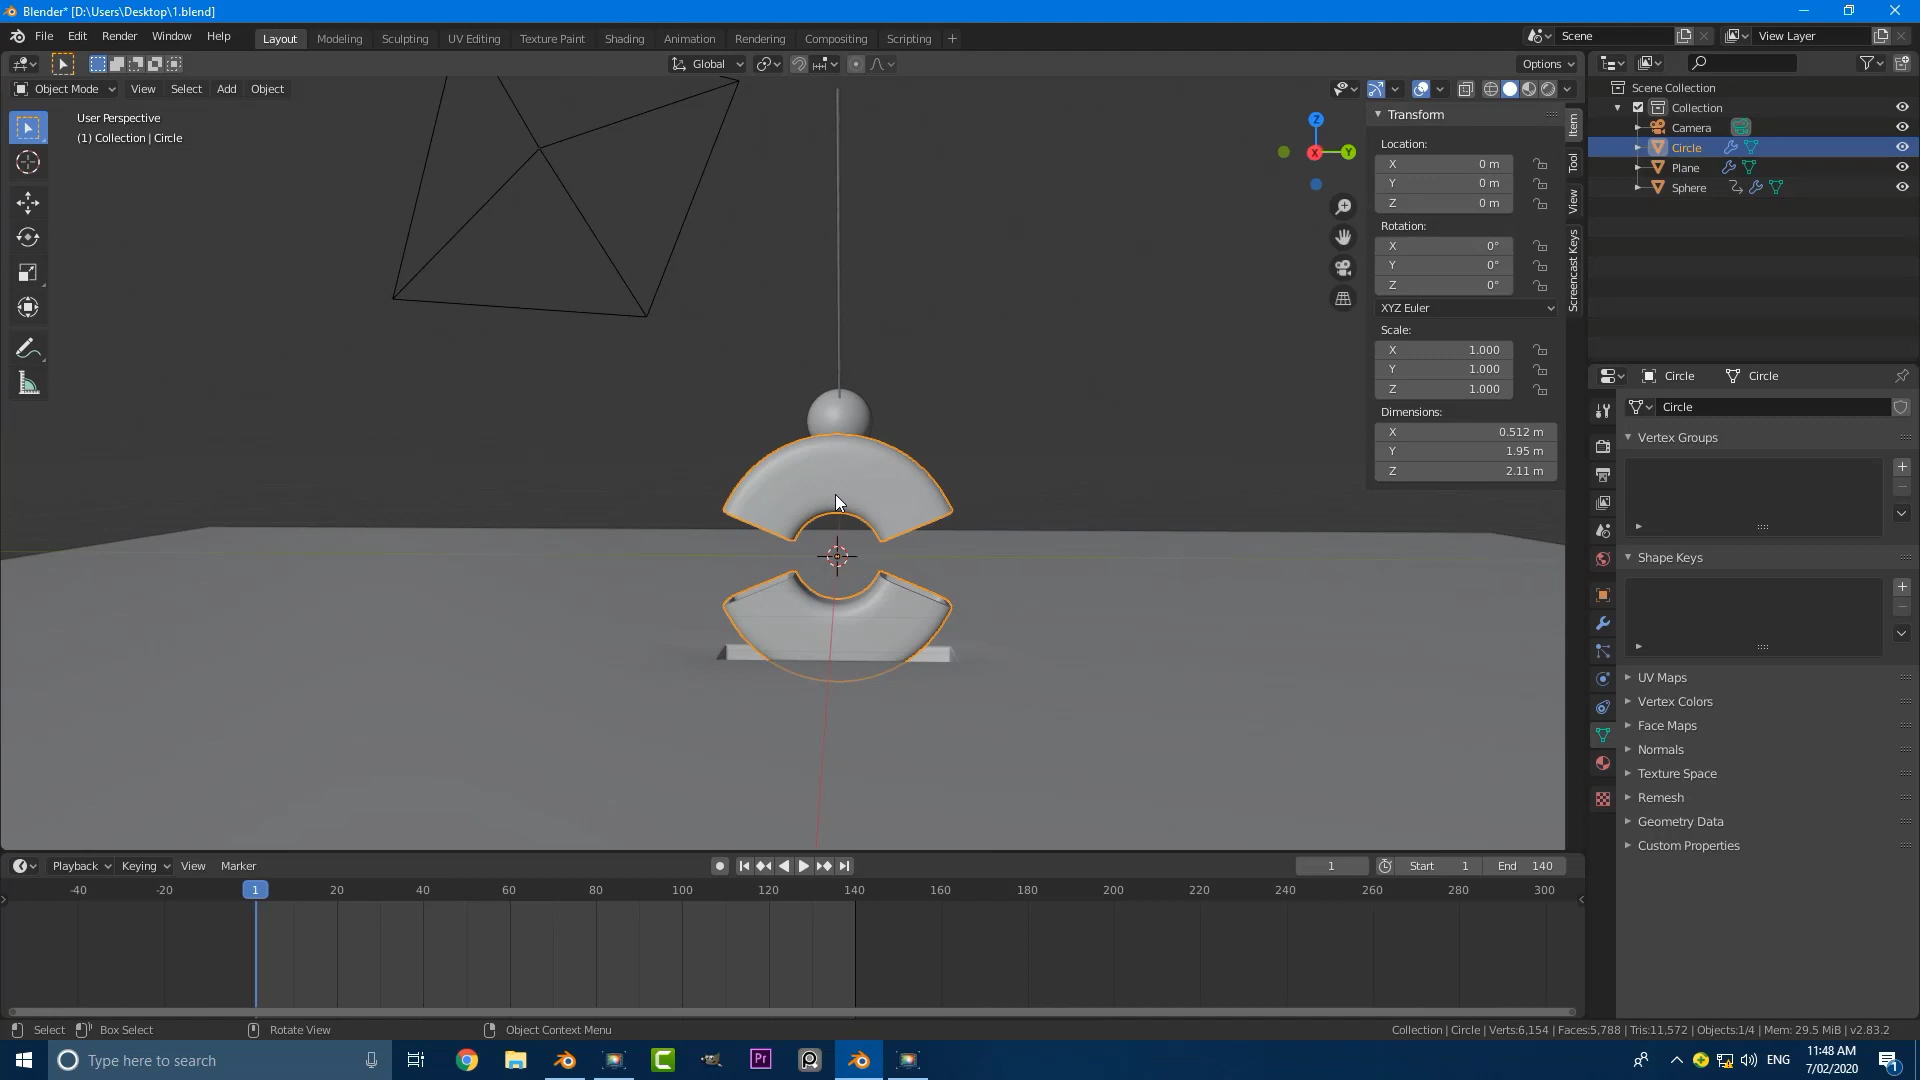 Blender* [D:\Users\Desktop\1.blend]
File Edit Render Window Help
Layout Modeling Sculpting UV Editing Texture Paint Shading Animation Rendering Compositing Scripting +
Scene
View Layer
Global
Options
Object Mode View Select Add Object
User Perspective
(1) Collection | Circle
Z
X
Y
Transform
Location:
X 0 m
Y 0 m
Z 0 m
Rotation:
X 0°
Y 0°
Z 0°
XYZ Euler
Scale:
X 1.000
Y 1.000
Z 1.000
Dimensions:
X 0.512 m
Y 1.95 m
Z 2.11 m
Item
Tool
View
Screencast Keys
Scene Collection
Collection
Camera
Circle
Plane
Sphere
Circle Circle
Circle
Vertex Groups
Shape Keys
UV Maps
Vertex Colors
Face Maps
Normals
Texture Space
Remesh
Geometry Data
Custom Properties
Playback Keying View Marker
1
Start 1
End 140
-40 -20 1 20 40 60 80 100 120 140 160 180 200 220 240 260 280 300
Select Box Select Rotate View Object Context Menu
Collection | Circle | Verts:6,154 | Faces:5,788 | Tris:11,572 | Objects:1/4 | Mem: 29.5 MiB | v2.83.2
Type here to search
Pr
ENG
11:48 AM
7/02/2020
1